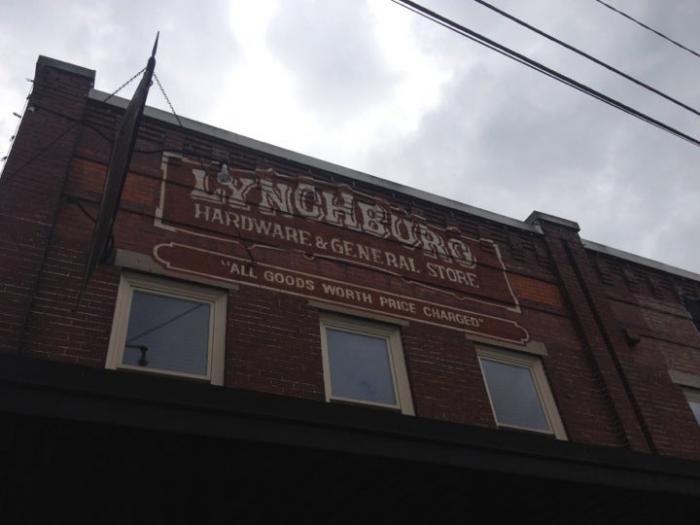 LYNCHBURG
HARDWARE & GENERAL STORE
"ALL GOODS WORTH PRICE CHARGED"